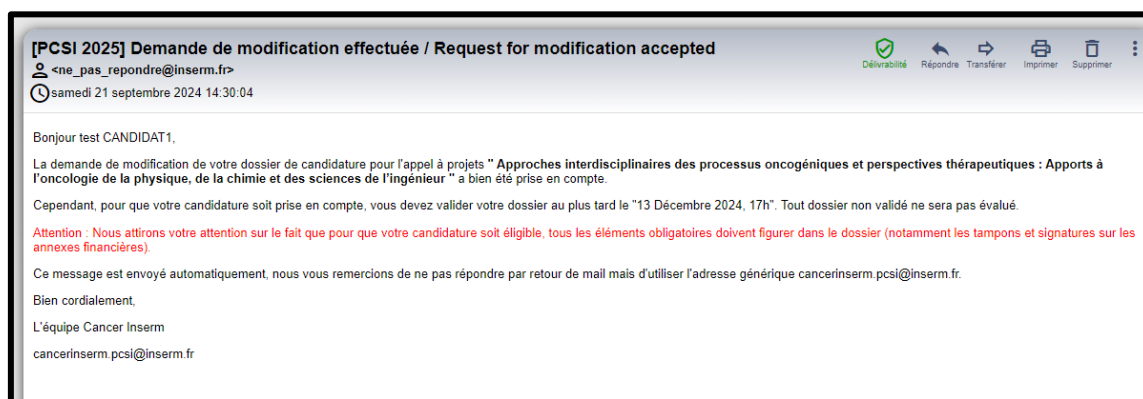 [PCSI 2025] Demande de modification effectuée / Request for modification accepted
<ne_pas_repondre@inserm.fr>
samedi 21 septembre 2024 14:30:04
Délivrabilité Répondre Transférer Imprimer Supprimer
Bonjour test CANDIDAT1,
La demande de modification de votre dossier de candidature pour l'appel à projets " Approches interdisciplinaires des processus oncogéniques et perspectives thérapeutiques : Apports à
l'oncologie de la physique, de la chimie et des sciences de l'ingénieur " a bien été prise en compte.
Cependant, pour que votre candidature soit prise en compte, vous devez valider votre dossier au plus tard le "13 Décembre 2024, 17h". Tout dossier non validé ne sera pas évalué.
Attention : Nous attirons votre attention sur le fait que pour que votre candidature soit éligible, tous les éléments obligatoires doivent figurer dans le dossier (notamment les tampons et signatures sur les
annexes financières).
Ce message est envoyé automatiquement, nous vous remercions de ne pas répondre par retour de mail mais d'utiliser l'adresse générique cancerinserm.pcsi@inserm.fr.
Bien cordialement,
L'équipe Cancer Inserm
cancerinserm.pcsi@inserm.fr